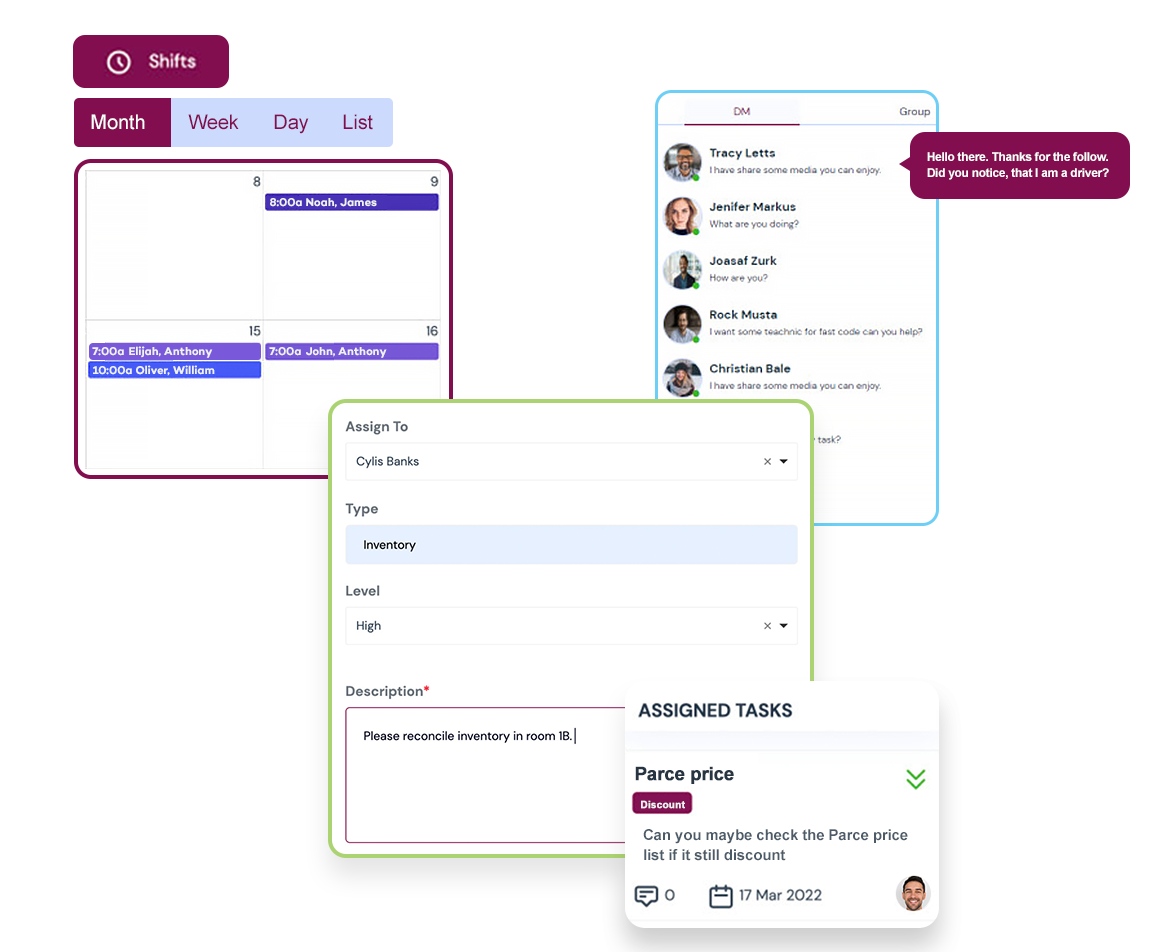 Shifts
Month Week Day List
8 9
8:00a Noah, James
15 16
7:00a Elijah, Anthony 7:00a John, Anthony
10:00a Oliver, William
DM Group
Tracy Letts
I have share some media you can enjoy.
Hello there. Thanks for the follow.
Did you notice, that I am a driver?
Jenifer Markus
What are you doing?
Joasaf Zurk
How are you?
Rock Musta
I want some teachnic for fast code can you help?
Christian Bale
I have share some media you can enjoy.
task?
Assign To
Cylis Banks
Type
Inventory
Level
High
Description*
Please reconcile inventory in room 1B.
ASSIGNED TASKS
Parce price
Discount
Can you maybe check the Parce price
list if it still discount
0 17 Mar 2022